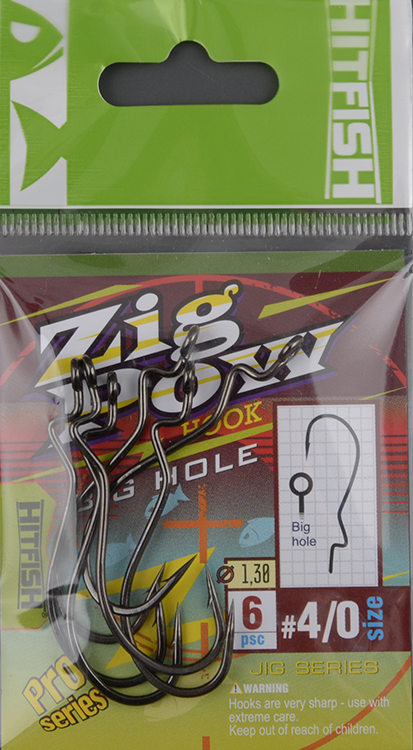 HITFISH
Zig
Pow
HOOK
BIG HOLE
HITFISH
Big
hole
Ø 1,30
6
psc
#4/0
size
Pro
series
JIG SERIES
WARNING
Hooks are very sharp - use with
extreme care.
Keep out of reach of children.